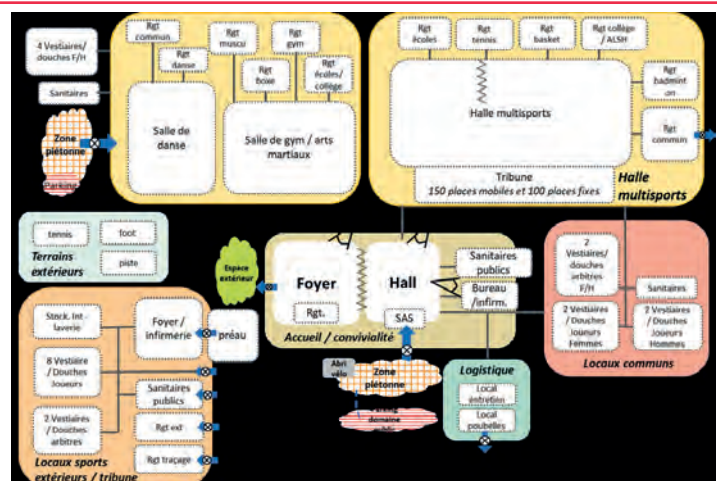 4 Vestiaires/
douches F/H
Sanitaires
Zone
piétonne
Parking
Rgt
commun
Rgt
danse
Rgt
muscu
Rgt
boxe
Rgt
gym
Rgt
écoles/
collège
Salle de
danse
Salle de gym / arts
martiaux
Rgt
écoles
Rgt
tennis
Rgt
basket
Rgt collège
/ ALSH
Rgt
badmint
on
Rgt
commun
Halle multisports
Tribune
150 places mobiles et 100 places fixes
Halle
multisports
tennis
foot
piste
Terrains
extérieurs
Espace
extérieur
Foyer
Rgt.
Hall
SAS
Sanitaires
publics
Bureau
/infirm.
Accueil / convivialité
2
Vestiaires/
douches
arbitres
F/H
Sanitaires
2 Vestiaires
/ Douches
Joueurs
Femmes
2 Vestiaires
/ Douches
Joueurs
Hommes
Locaux communs
Stock. Int -
laverie
Foyer /
infirmerie
préau
8 Vestiaire
/ Douches
Joueurs
Sanitaires
publics
2 Vestiaires
/ Douches
arbitres
Rgt ext
Rgt traçage
Locaux sports
extérieurs / tribune
Abri
vélo
Zone
piétonne
domaine
Logistique
Local
entretien
Local
poubelles